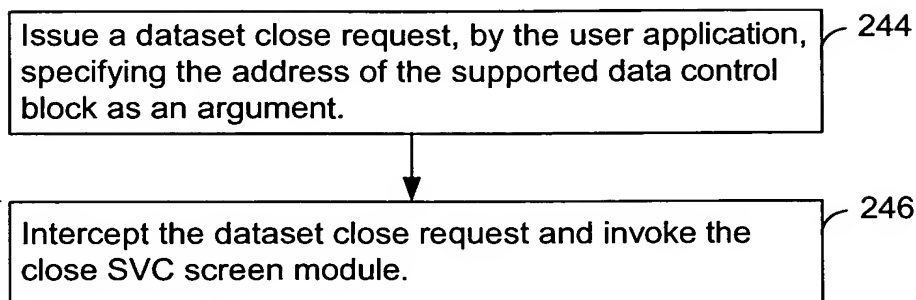 Issue a dataset close request, by the user application,
specifying the address of the supported data control
block as an argument.
244
Intercept the dataset close request and invoke the
close SVC screen module.
246